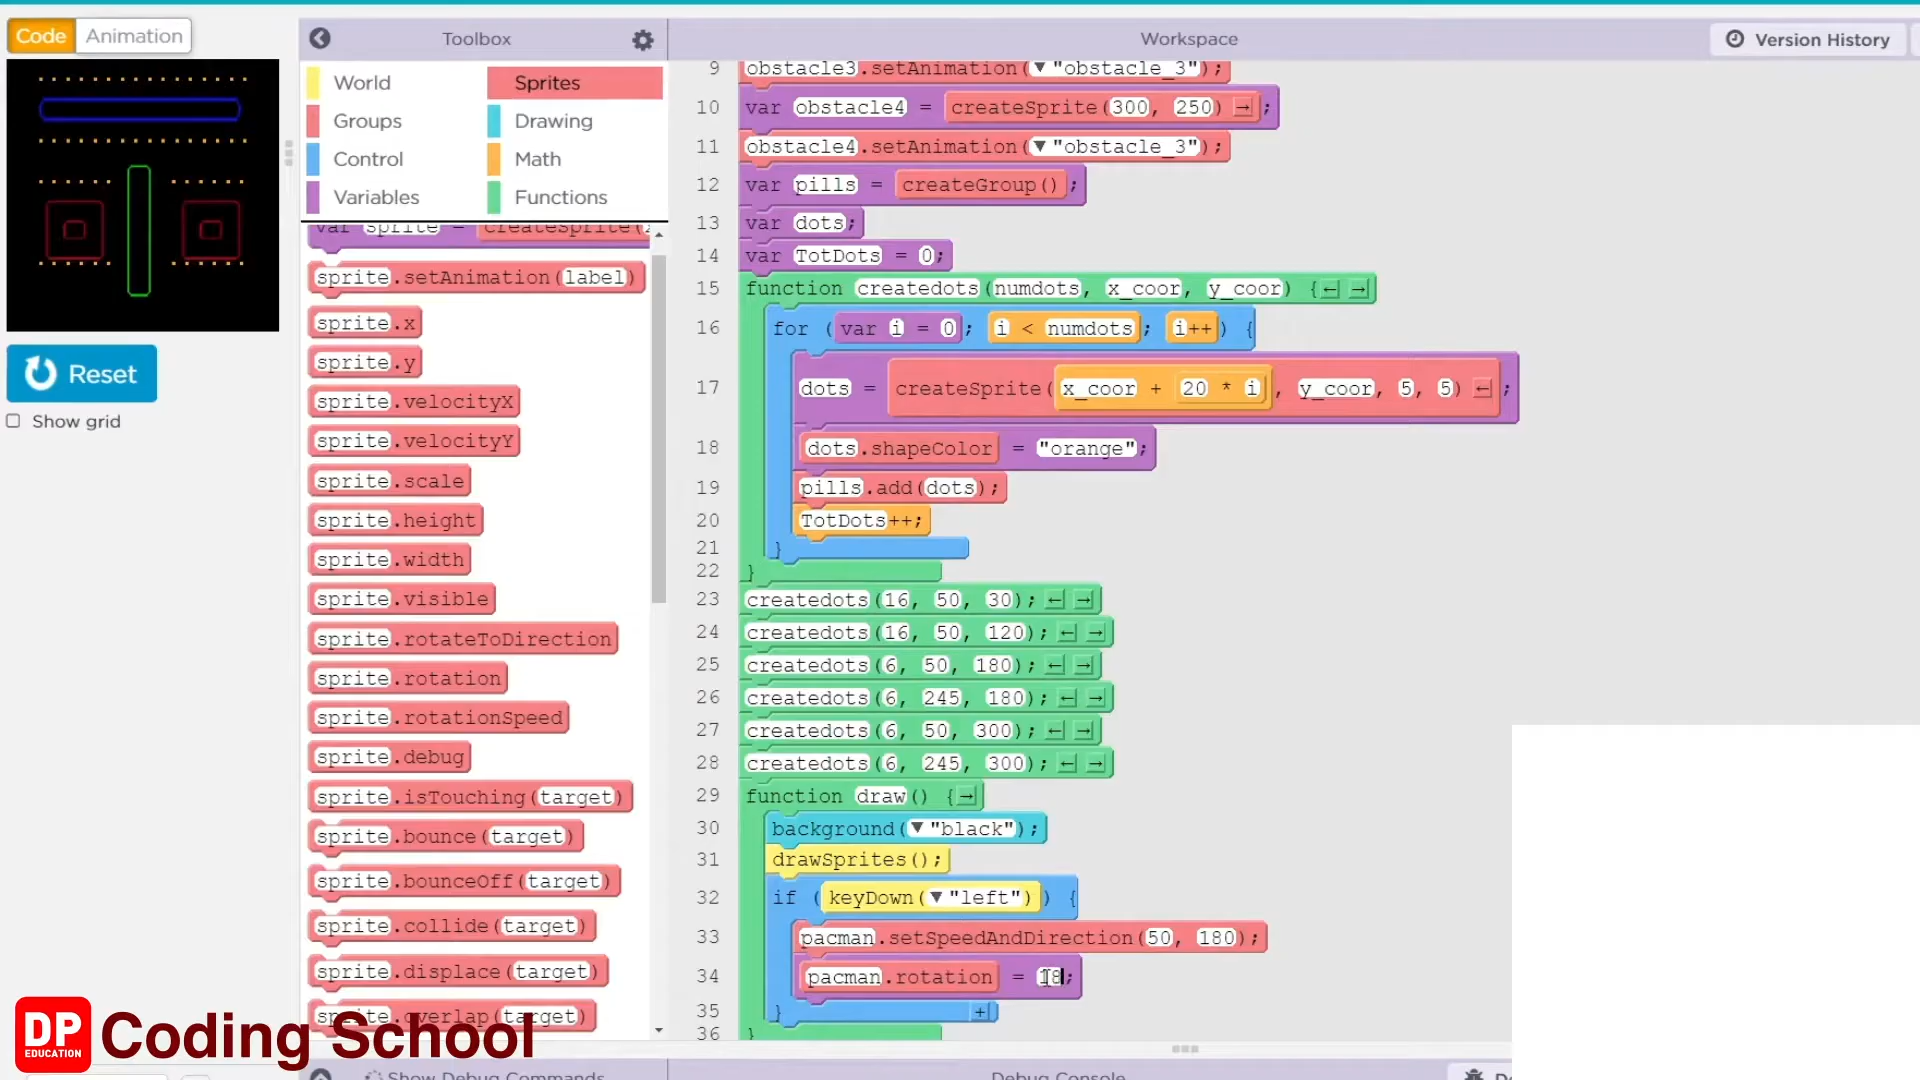 Code Animation
Toolbox
Workspace
Version History
World
Sprites
Groups
Drawing
Control
Math
Variables
Functions
Reset
Show grid
var sprite = createSprite(
sprite.setAnimation(label)
sprite.x
sprite.y
sprite.velocityX
sprite.velocityY
sprite.scale
sprite.height
sprite.width
sprite.visible
sprite.rotateToDirection
sprite.rotation
sprite.rotationSpeed
sprite.debug
sprite.isTouching(target)
sprite.bounce(target)
sprite.bounceOff(target)
sprite.collide(target)
sprite.displace(target)
sprite.overlap(target)
9 obstacle3.setAnimation(▼"obstacle_3");
10 var obstacle4 = createSprite(300, 250) →;
11 obstacle4.setAnimation(▼"obstacle_3");
12 var pills = createGroup();
13 var dots;
14 var TotDots = 0;
15 function createdots(numdots, x_coor, y_coor) {← →
16 for (var i = 0; i < numdots; i++) {
17 dots = createSprite(x_coor + 20 * i, y_coor, 5, 5) ←;
18 dots.shapeColor = "orange";
19 pills.add(dots);
20 TotDots++;
21 }
22 }
23 createdots(16, 50, 30); ← →
24 createdots(16, 50, 120); ← →
25 createdots(6, 50, 180); ← →
26 createdots(6, 245, 180); ← →
27 createdots(6, 50, 300); ← →
28 createdots(6, 245, 300); ← →
29 function draw() {→
30 background(▼"black");
31 drawSprites();
32 if (keyDown(▼"left")) {
33 pacman.setSpeedAndDirection(50, 180);
34 pacman.rotation = 18;
35 } +
36 }
DP
EDUCATION
Coding School
Show Debug Commands
Debug Console